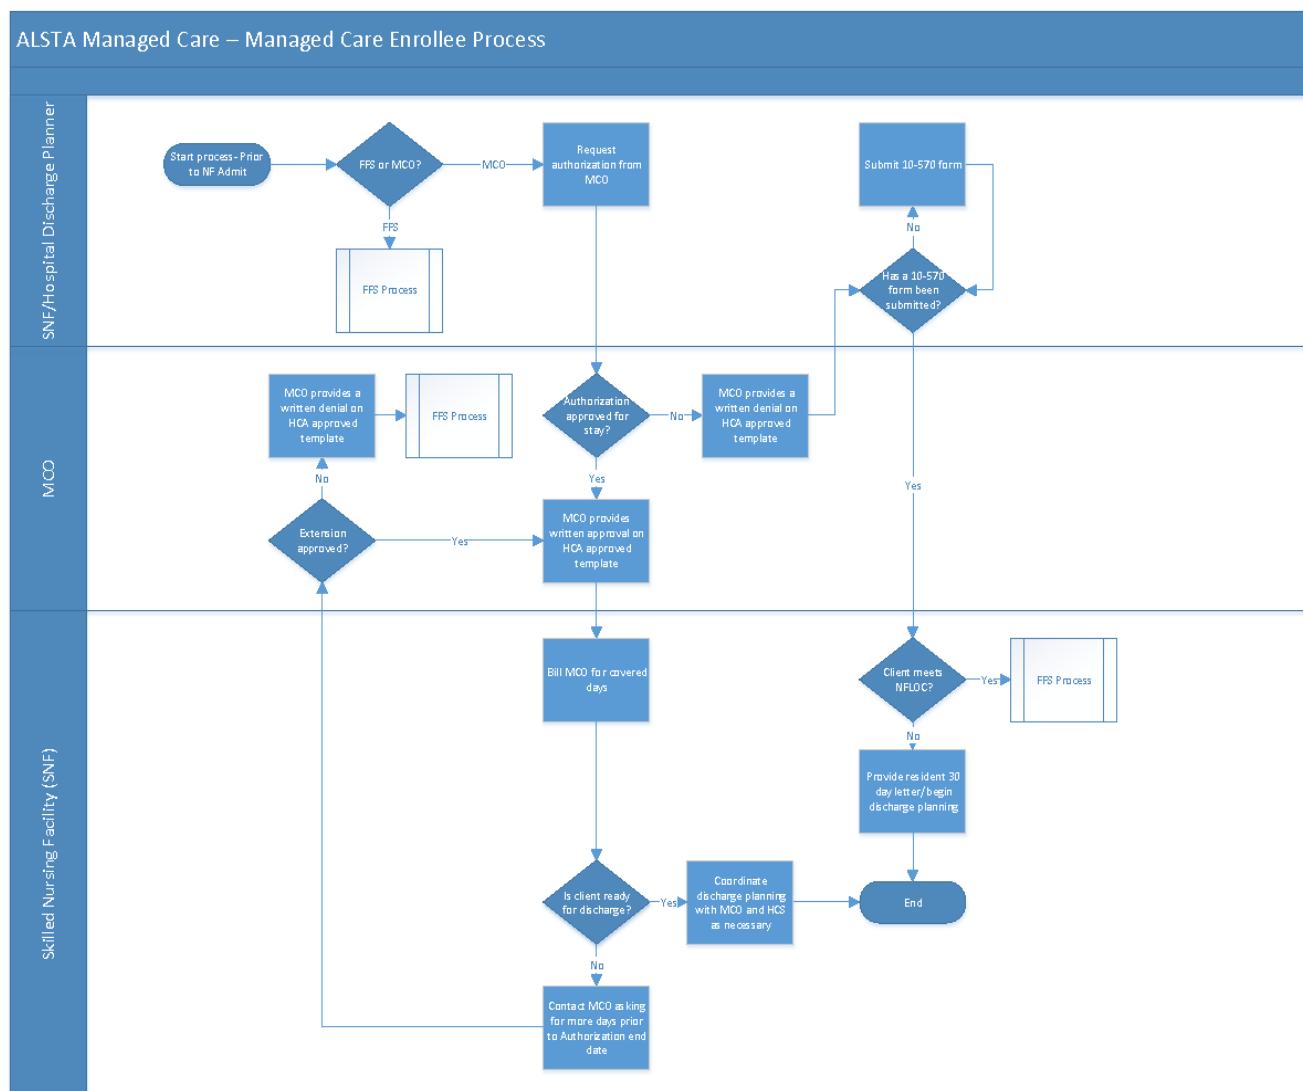 ALSTA Managed Care – Managed Care Enrollee Process
SNF/Hospital Discharge Planner
Start process- Prior
to NF Admit
FFS or MCO?
MCO
Request
authorization from
MCO
Submit 10-570 form
FFS
No
FFS Process
Has a 10-570
form been
submitted?
MCO
MCO provides a
written denial on
HCA approved
template
FFS Process
Authorization
approved for
stay?
No
MCO provides a
written denial on
HCA approved
template
No
Yes
Yes
Extension
approved?
Yes
MCO provides
written approval on
HCA approved
template
Skilled Nursing Facility (SNF)
Bill MCO for covered
days
Client meets
NFLOC?
Yes
FFS Process
No
Provide resident 30
day letter/begin
discharge planning
Is client ready
for discharge?
Yes
Coordinate
discharge planning
with MCO and HCS
as necessary
End
No
Contact MCO asking
for more days prior
to Authorization end
date